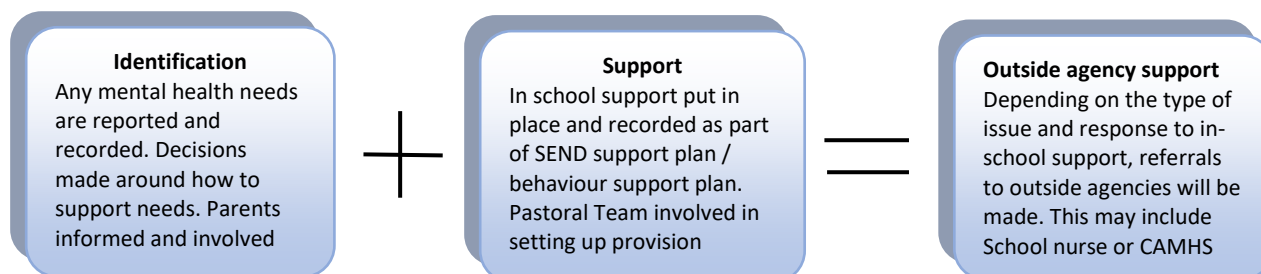 Identification
Any mental health needs
are reported and
recorded. Decisions
made around how to
support needs. Parents
informed and involved
Support
In school support put in
place and recorded as part
of SEND support plan /
behaviour support plan.
Pastoral Team involved in
setting up provision
Outside agency support
Depending on the type of
issue and response to in-
school support, referrals
to outside agencies will be
made. This may include
School nurse or CAMHS